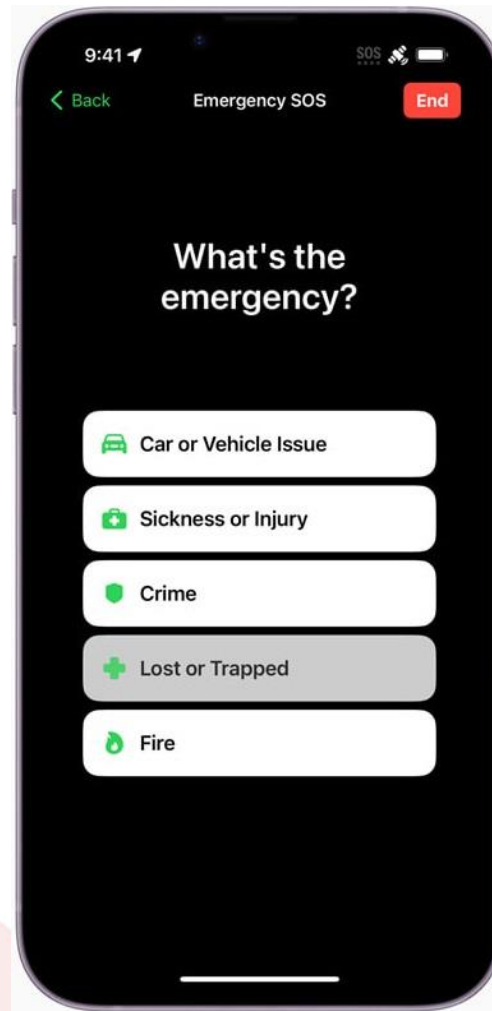 9:41
SOS
Back
Emergency SOS
End
What's the
emergency?
Car or Vehicle Issue
Sickness or Injury
Crime
Lost or Trapped
Fire